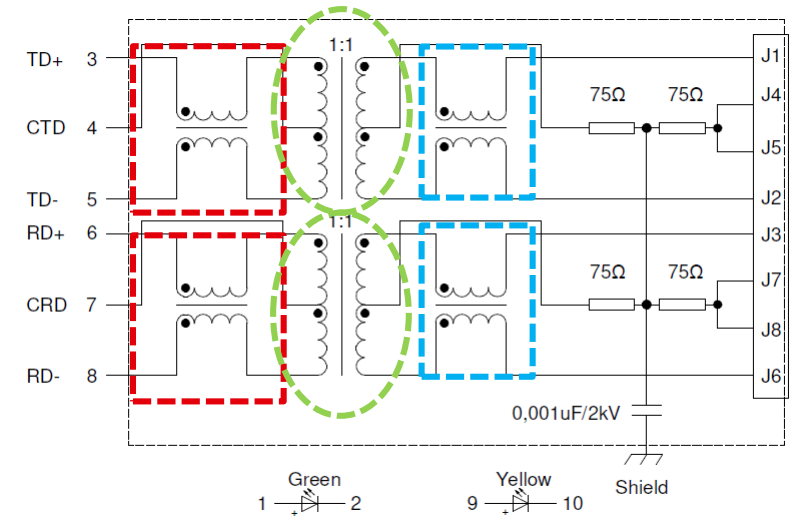 1:1
TD+ 3
J1
75Ω 75Ω
J4
CTD 4
J5
TD- 5
J2
1:1
RD+ 6
J3
75Ω 75Ω
J7
CRD 7
J8
RD- 8
J6
0,001uF/2kV
Shield
Green
1 + 2
Yellow
9 + 10